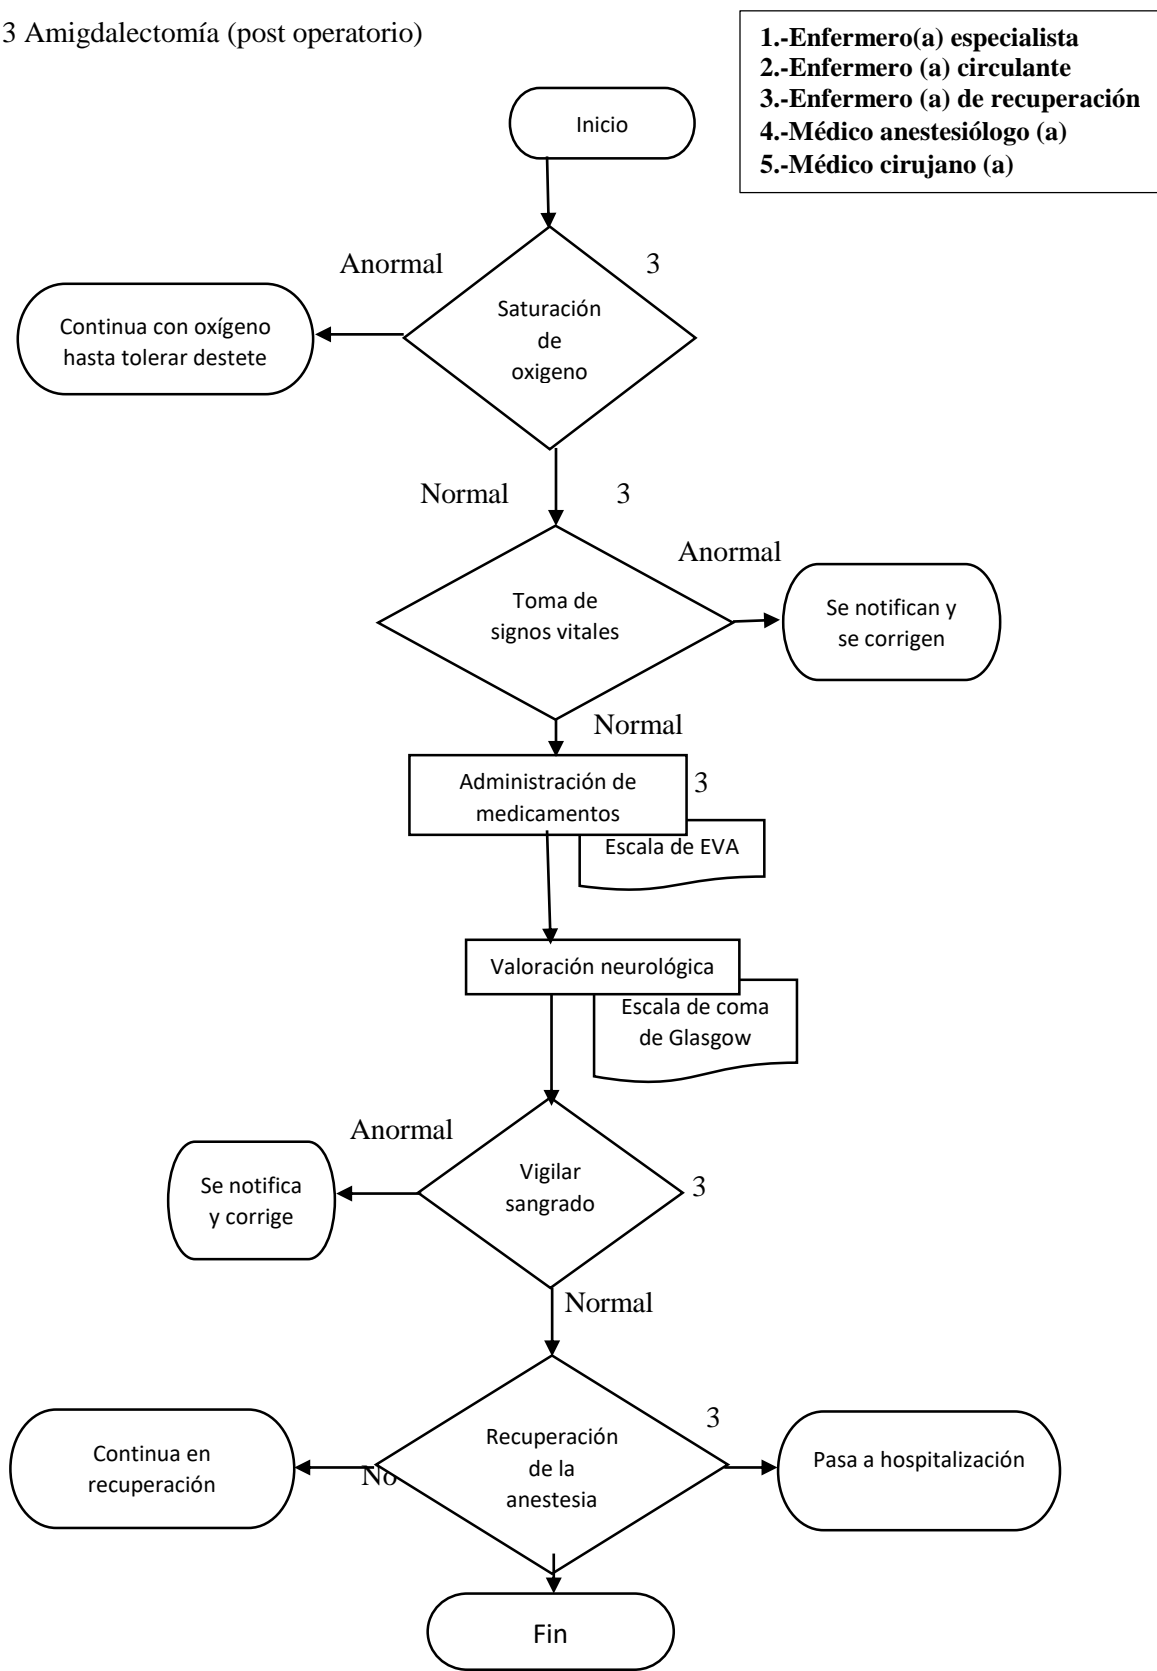 3 Amigdalectomía (post operatorio)
1.-Enfermero(a) especialista
2.-Enfermero (a) circulante
3.-Enfermero (a) de recuperación
4.-Médico anestesiólogo (a)
5.-Médico cirujano (a)
Inicio
Anormal
3
Saturación
de
oxigeno
Continua con oxígeno
hasta tolerar destete
Normal
3
Anormal
Toma de
signos vitales
Se notifican y
se corrigen
Normal
Administración de
medicamentos
3
Escala de EVA
Valoración neurológica
Escala de coma
de Glasgow
Anormal
Vigilar
sangrado
3
Se notifica
y corrige
Normal
3
Recuperación
de la
anestesia
Continua en
recuperación
No
Pasa a hospitalización
Fin